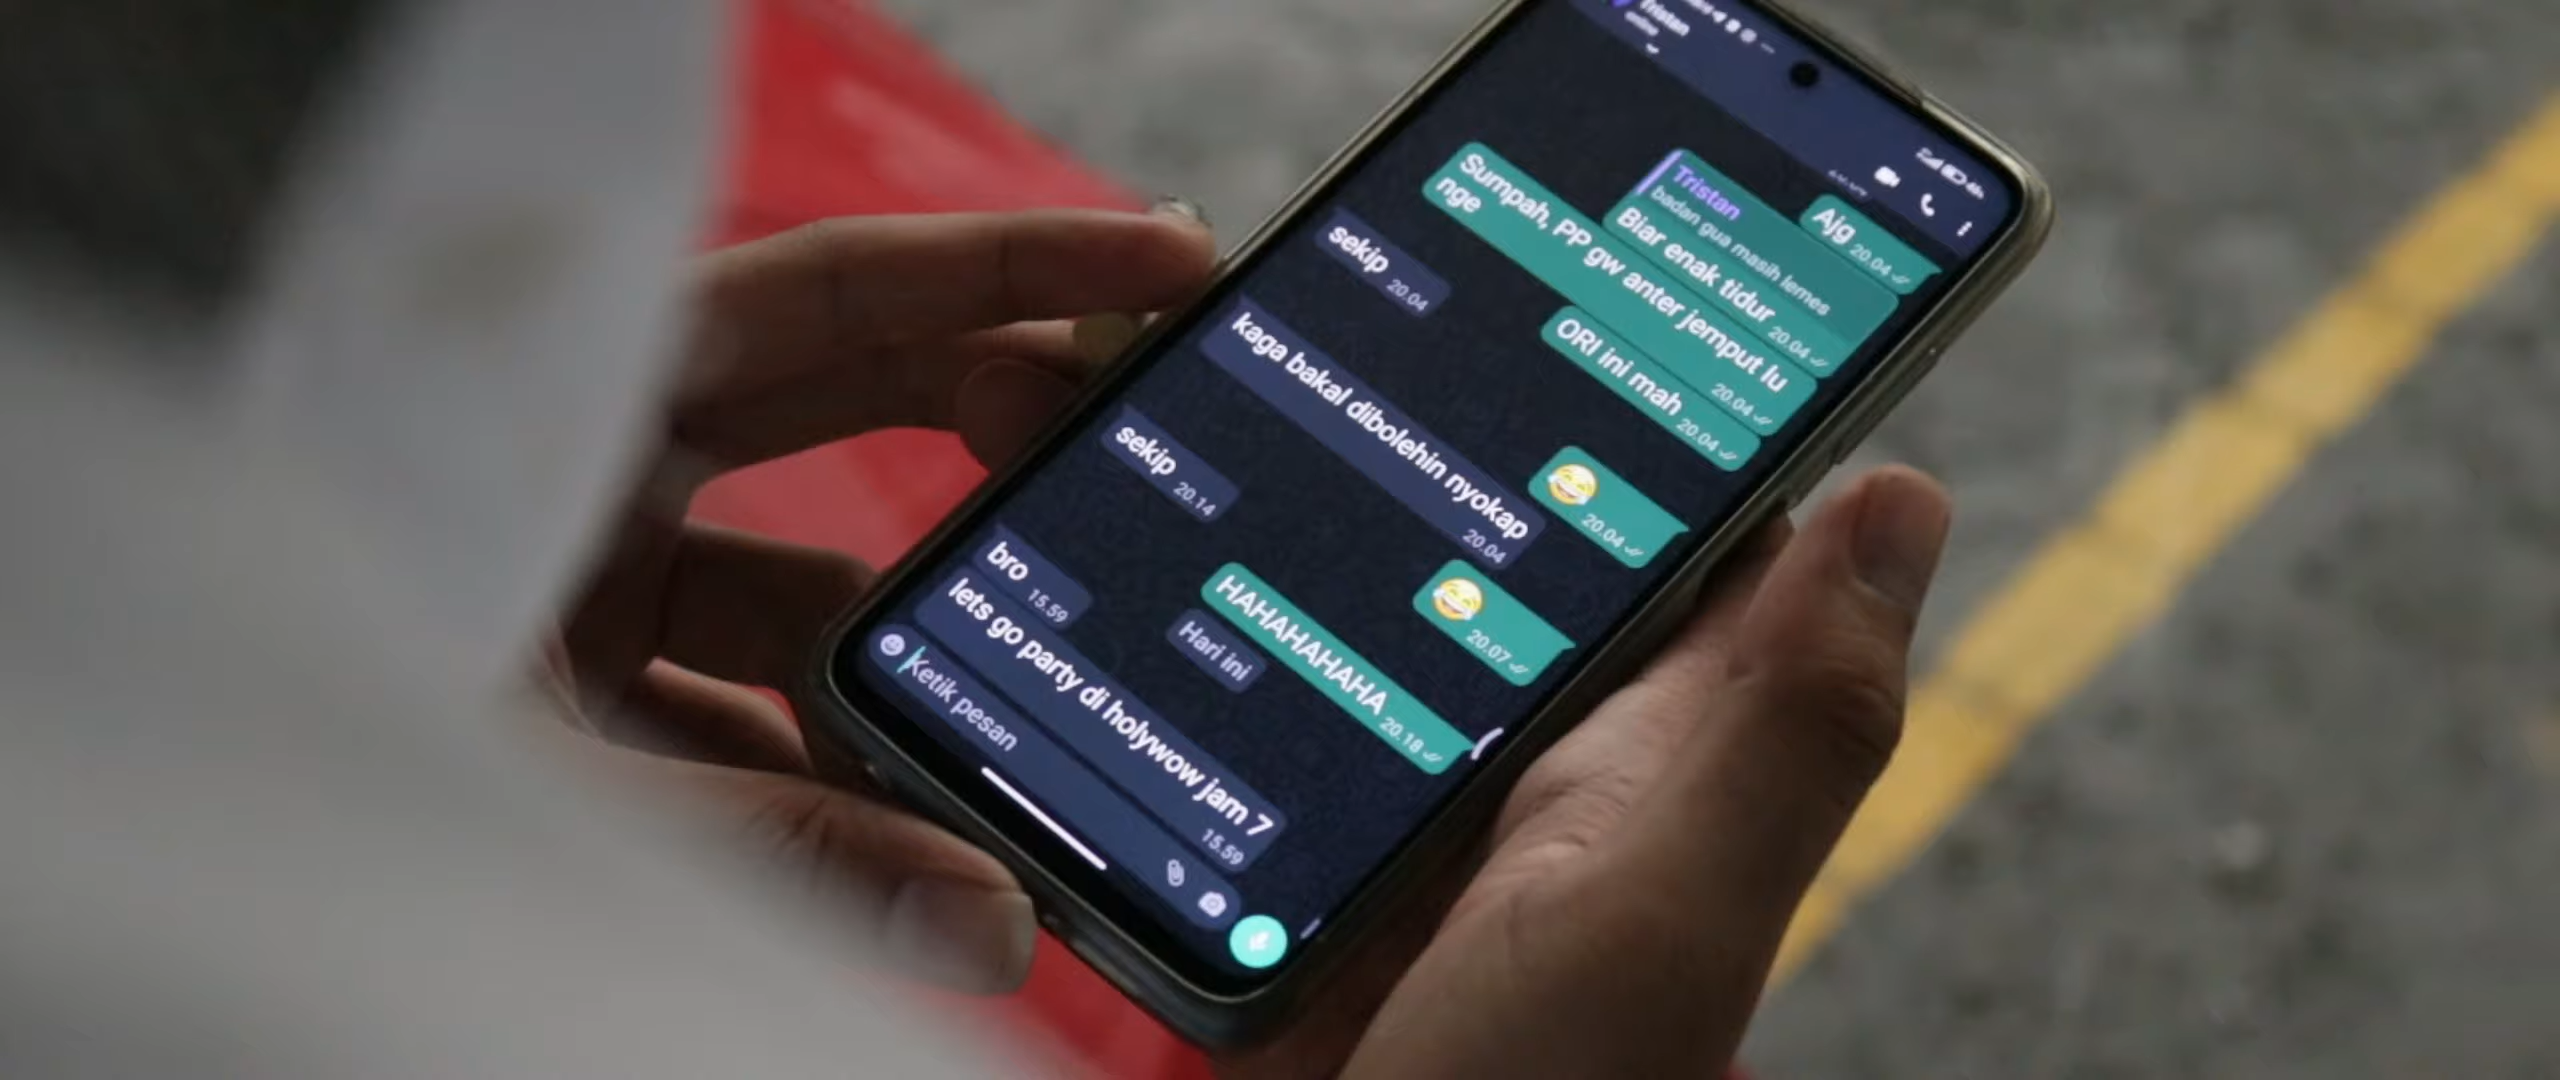 Tristan
online
Ajg 20.04
Tristan
badan gua masih lemes
Biar enak tidur 20.04
Sumpah, PP gw anter jemput lu
nge 20.04
ORI ini mah 20.04
sekip 20.04
😂 20.04
kaga bakal dibolehin nyokap
20.04
😂 20.07
sekip 20.14
HAHAHAHAHA 20.18
Hari ini
bro 15.59
lets go party di holywow jam 7
15.59
Ketik pesan